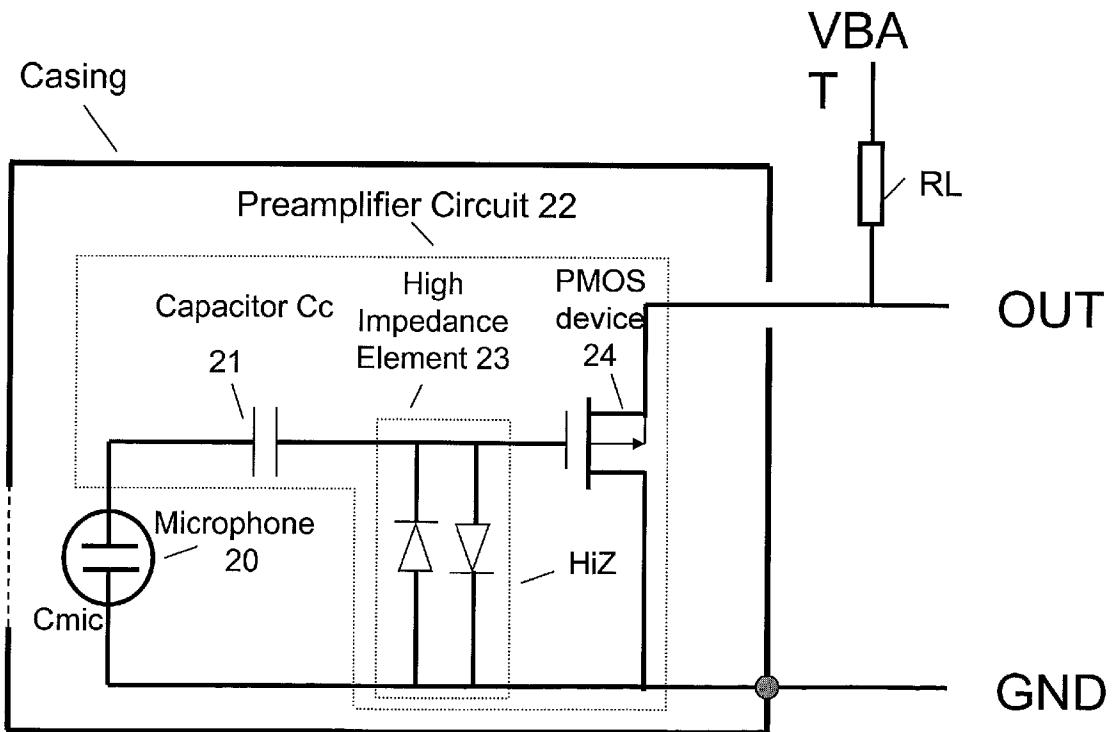 VBA
T
Casing
RL
Preamplifier Circuit 22
High
Impedance
Element 23
PMOS
device
24
Capacitor Cc
21
OUT
Microphone
20
HiZ
Cmic
GND